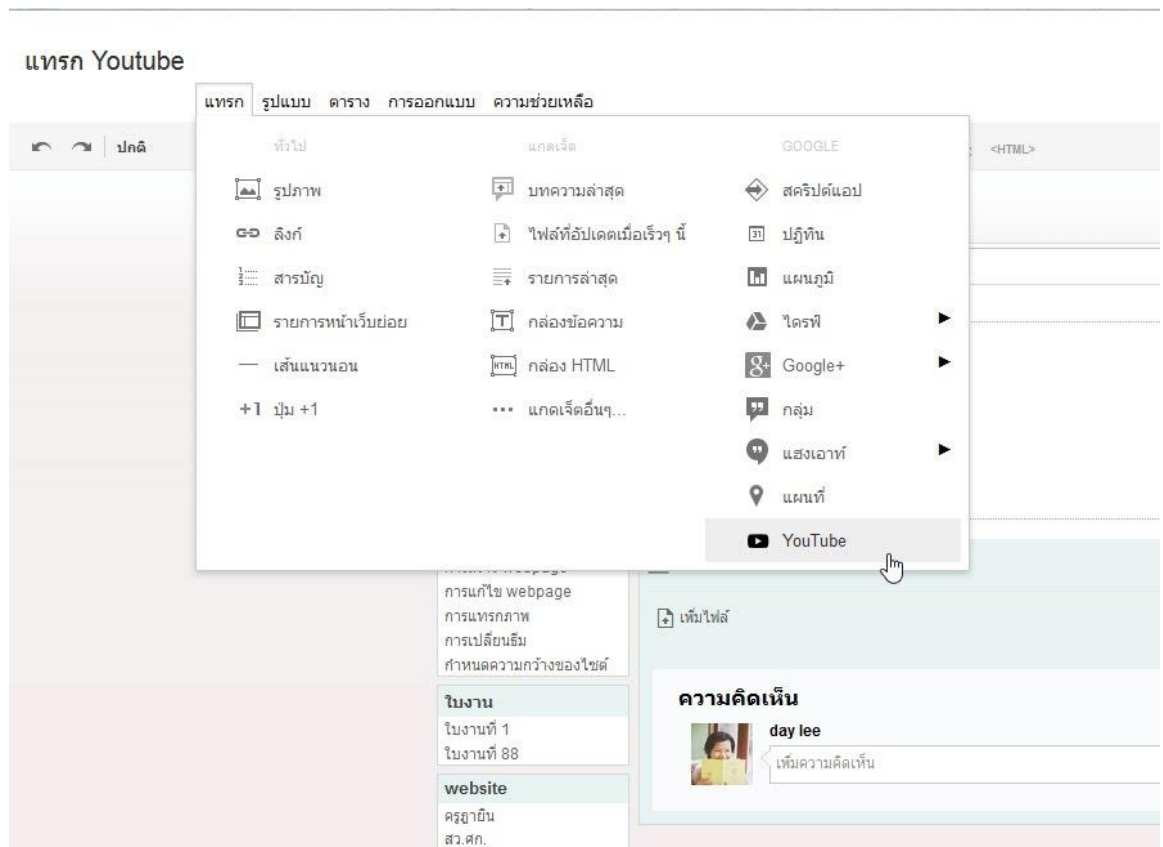 แทรก Youtube
แทรก รูปแบบ ตาราง การออกแบบ ความช่วยเหลือ
ปกติ
<HTML>
ทั่วไป
รูปภาพ
ลิงก์
สารบัญ
รายการหน้าเว็บย่อย
เส้นแนวนอน
+1 ปุ่ม +1
แกดเจ็ต
บทความล่าสุด
ไฟล์ที่อัปเดตเมื่อเร็วๆ นี้
รายการล่าสุด
กล่องข้อความ
HTML กล่อง HTML
แกดเจ็ตอื่นๆ...
GOOGLE
สคริปต์แอป
31 ปฏิทิน
แผนภูมิ
ไดรฟ์
g+ Google+
กลุ่ม
แฮงเอาท์
แผนที่
YouTube
การแก้ไข webpage
การแทรกภาพ
การเปลี่ยนธีม
กำหนดความกว้างของไซต์
ใบงาน
ใบงานที่ 1
ใบงานที่ 88
website
ครูฐายิน
สว.ศก.
เพิ่มไฟล์
ความคิดเห็น
day lee
เพิ่มความคิดเห็น